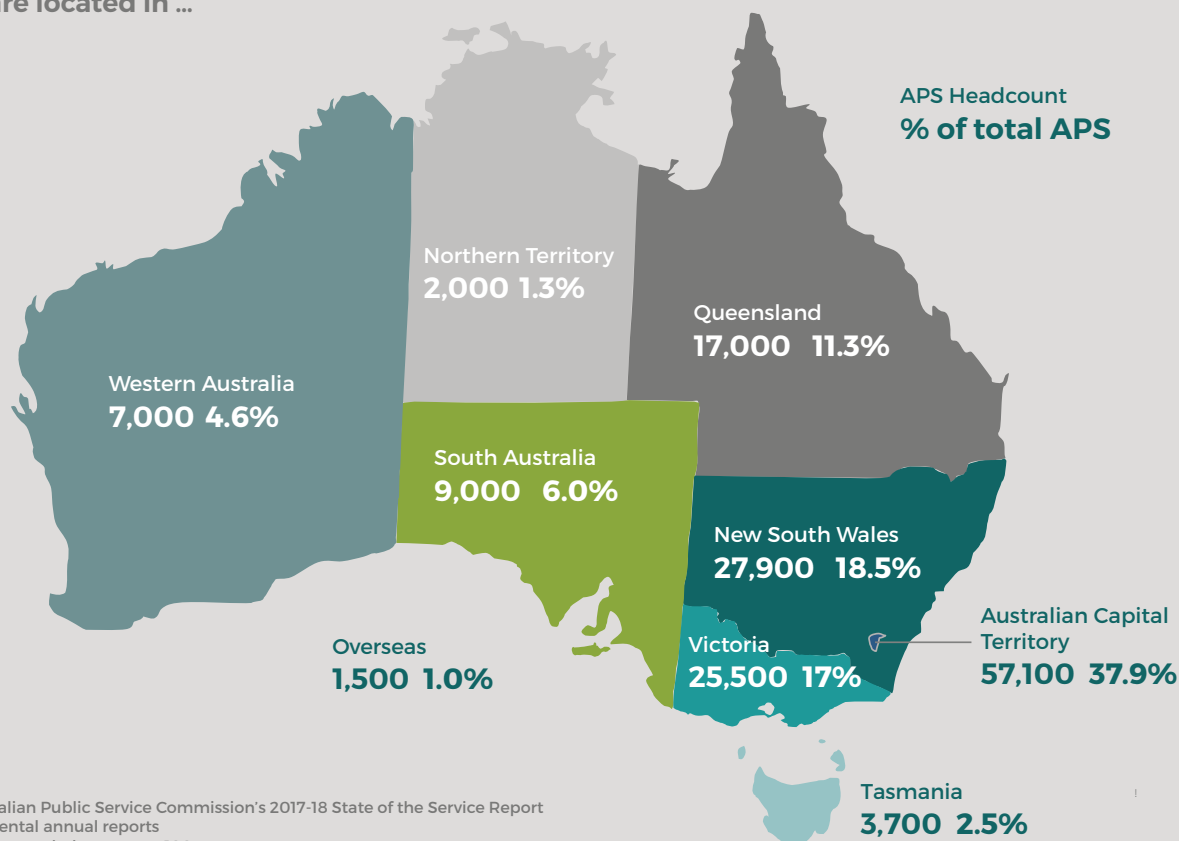 are located in ...
APS Headcount
% of total APS
Northern Territory
2,000 1.3%
Queensland
17,000 11.3%
Western Australia
7,000 4.6%
South Australia
9,000 6.0%
New South Wales
27,900 18.5%
Australian Capital
Territory
57,100 37.9%
Overseas
1,500 1.0%
Victoria
25,500 17%
Tasmania
3,700 2.5%
alian Public Service Commission's 2017-18 State of the Service Report
ental annual reports